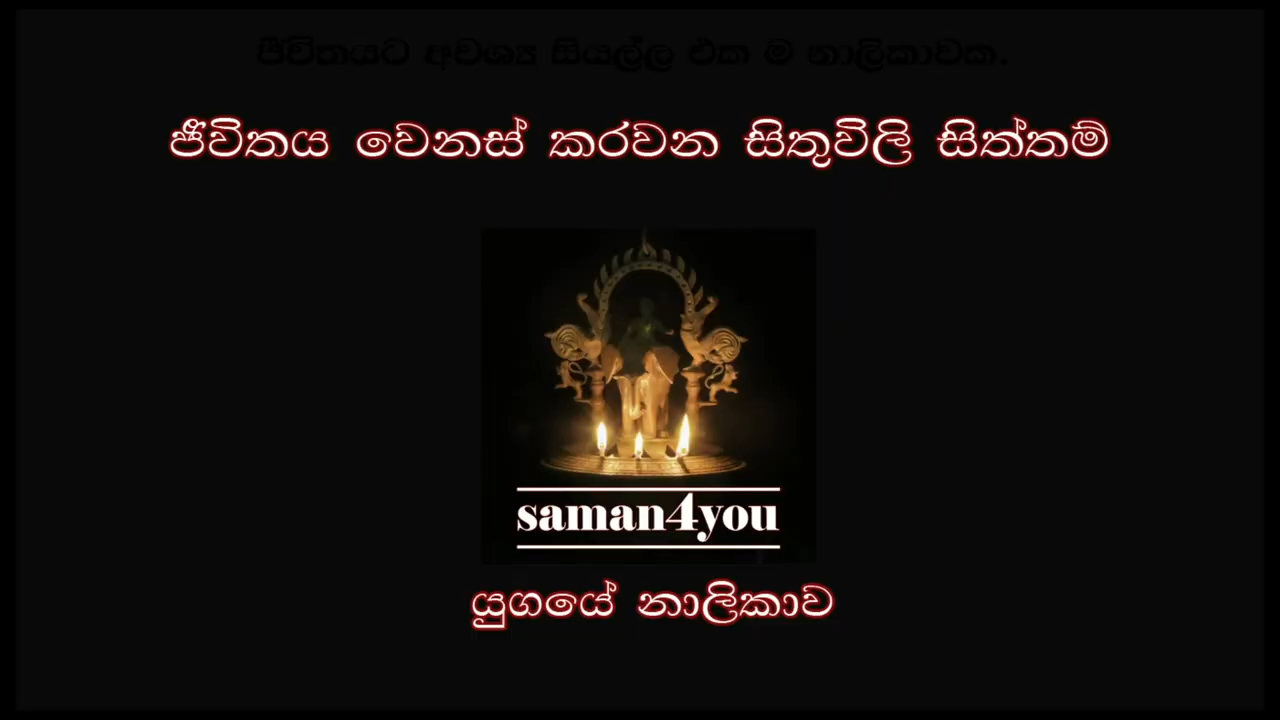 ජීවිතයට අවශ්‍ය සියල්ල එක ම නාලිකාවක.
ජීවිතය වෙනස් කරවන සිතුවිලි සිත්තම්
saman4you
යුගයේ නාලිකාව